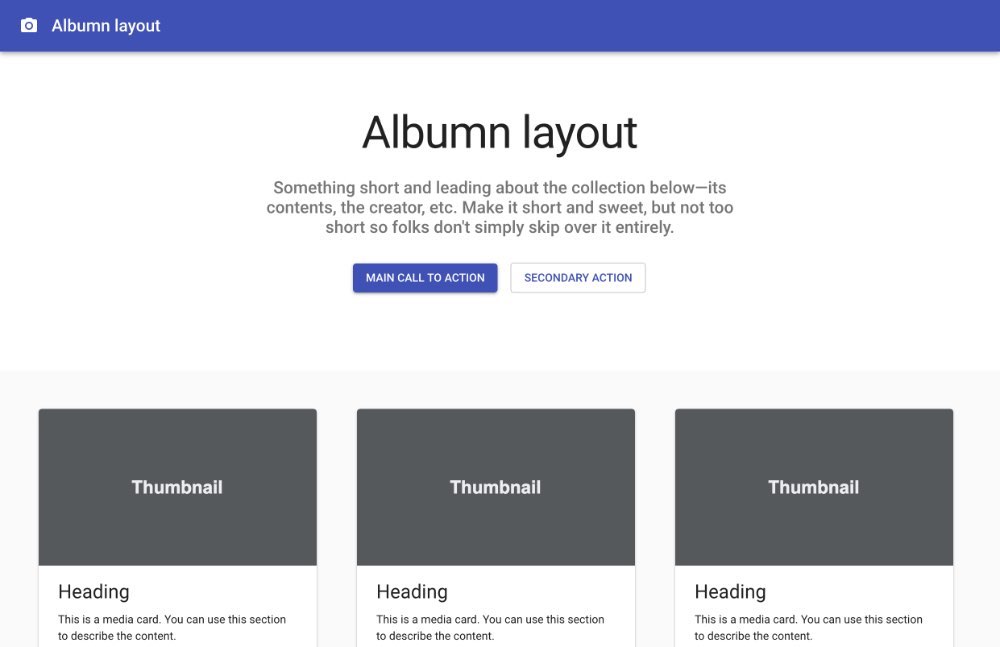 Albumn layout
Albumn layout
Something short and leading about the collection below—its
contents, the creator, etc. Make it short and sweet, but not too
short so folks don't simply skip over it entirely.
MAIN CALL TO ACTION
SECONDARY ACTION
Thumbnail
Thumbnail
Thumbnail
Heading
This is a media card. You can use this section
to describe the content.
Heading
This is a media card. You can use this section
to describe the content.
Heading
This is a media card. You can use this section
to describe the content.